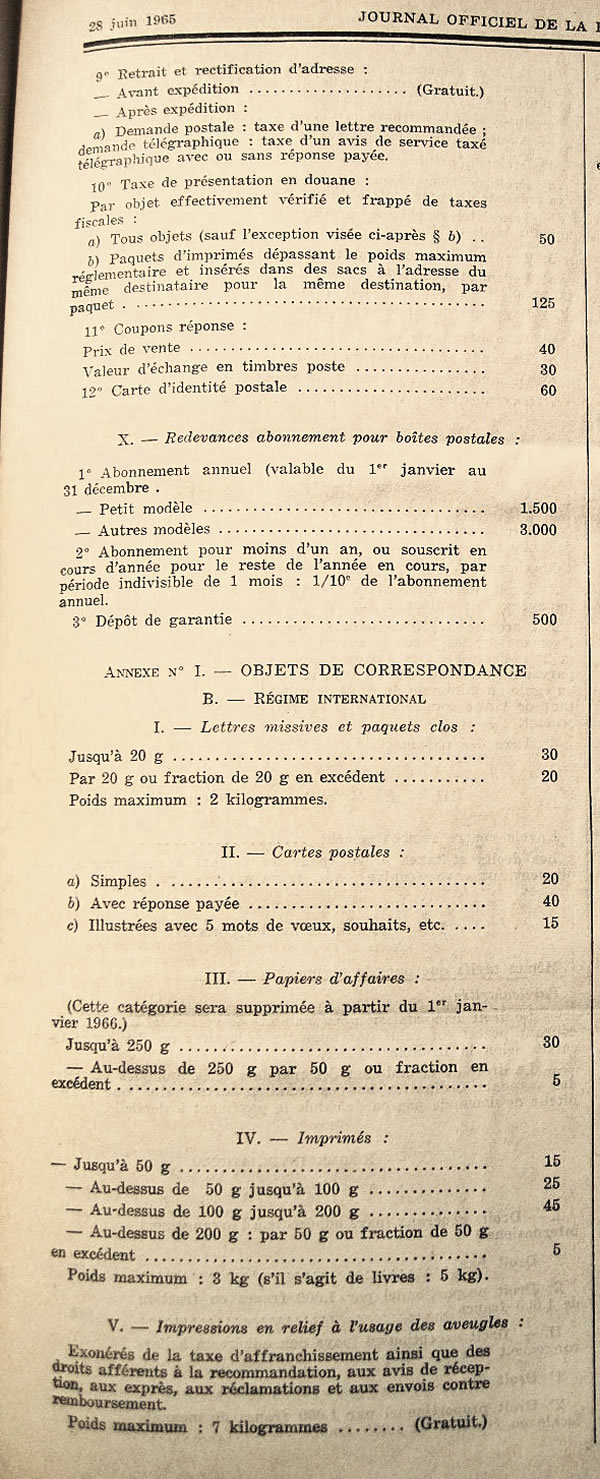 28 juin 1965 JOURNAL OFFICIEL DE LA
9° Retrait et rectification d'adresse :
— Avant expédition .................... (Gratuit.)
— Après expédition :
a) Demande postale : taxe d'une lettre recommandée ;
demande télégraphique : taxe d'un avis de service taxé
télégraphique avec ou sans réponse payée.
10° Taxe de présentation en douane :
Par objet effectivement vérifié et frappé de taxes
fiscales :
a) Tous objets (sauf l'exception visée ci-après § b) .. 50
b) Paquets d'imprimés dépassant le poids maximum
réglementaire et insérés dans des sacs à l'adresse du
même destinataire pour la même destination, par
paquet . .................................... 125
11° Coupons réponse :
Prix de vente .................................. 40
Valeur d'échange en timbres poste ............... 30
12° Carte d'identité postale ...................... 60
X. — Redevances abonnement pour boîtes postales :
1° Abonnement annuel (valable du 1er janvier au
31 décembre .
— Petit modèle ................................ 1.500
— Autres modèles .............................. 3.000
2° Abonnement pour moins d'un an, ou souscrit en
cours d'année pour le reste de l'année en cours, par
période indivisible de 1 mois : 1/10e de l'abonnement
annuel.
3° Dépôt de garantie ............................ 500
ANNEXE N° I. — OBJETS DE CORRESPONDANCE
B. — RÉGIME INTERNATIONAL
I. — Lettres missives et paquets clos :
Jusqu'à 20 g .................................... 30
Par 20 g ou fraction de 20 g en excédent ........... 20
Poids maximum : 2 kilogrammes.
II. — Cartes postales :
a) Simples . .................................... 20
b) Avec réponse payée ........................... 40
c) Illustrées avec 5 mots de vœux, souhaits, etc. .... 15
III. — Papiers d'affaires :
(Cette catégorie sera supprimée à partir du 1er jan-
vier 1966.)
Jusqu'à 250 g .................................. 30
— Au-dessus de 250 g par 50 g ou fraction en
excédent . ...................................... 5
IV. — Imprimés :
— Jusqu'à 50 g .................................. 15
— Au-dessus de 50 g jusqu'à 100 g .............. 25
— Au-dessus de 100 g jusqu'à 200 g .............. 45
— Au-dessus de 200 g : par 50 g ou fraction de 50 g
en excédent ...................................... 5
Poids maximum : 3 kg (s'il s'agit de livres : 5 kg).
V. — Impressions en relief à l'usage des aveugles :
Exonérés de la taxe d'affranchissement ainsi que des
droits afférents à la recommandation, aux avis de récep-
tion, aux exprès, aux réclamations et aux envois contre
remboursement.
Poids maximum : 7 kilogrammes ........ (Gratuit.)